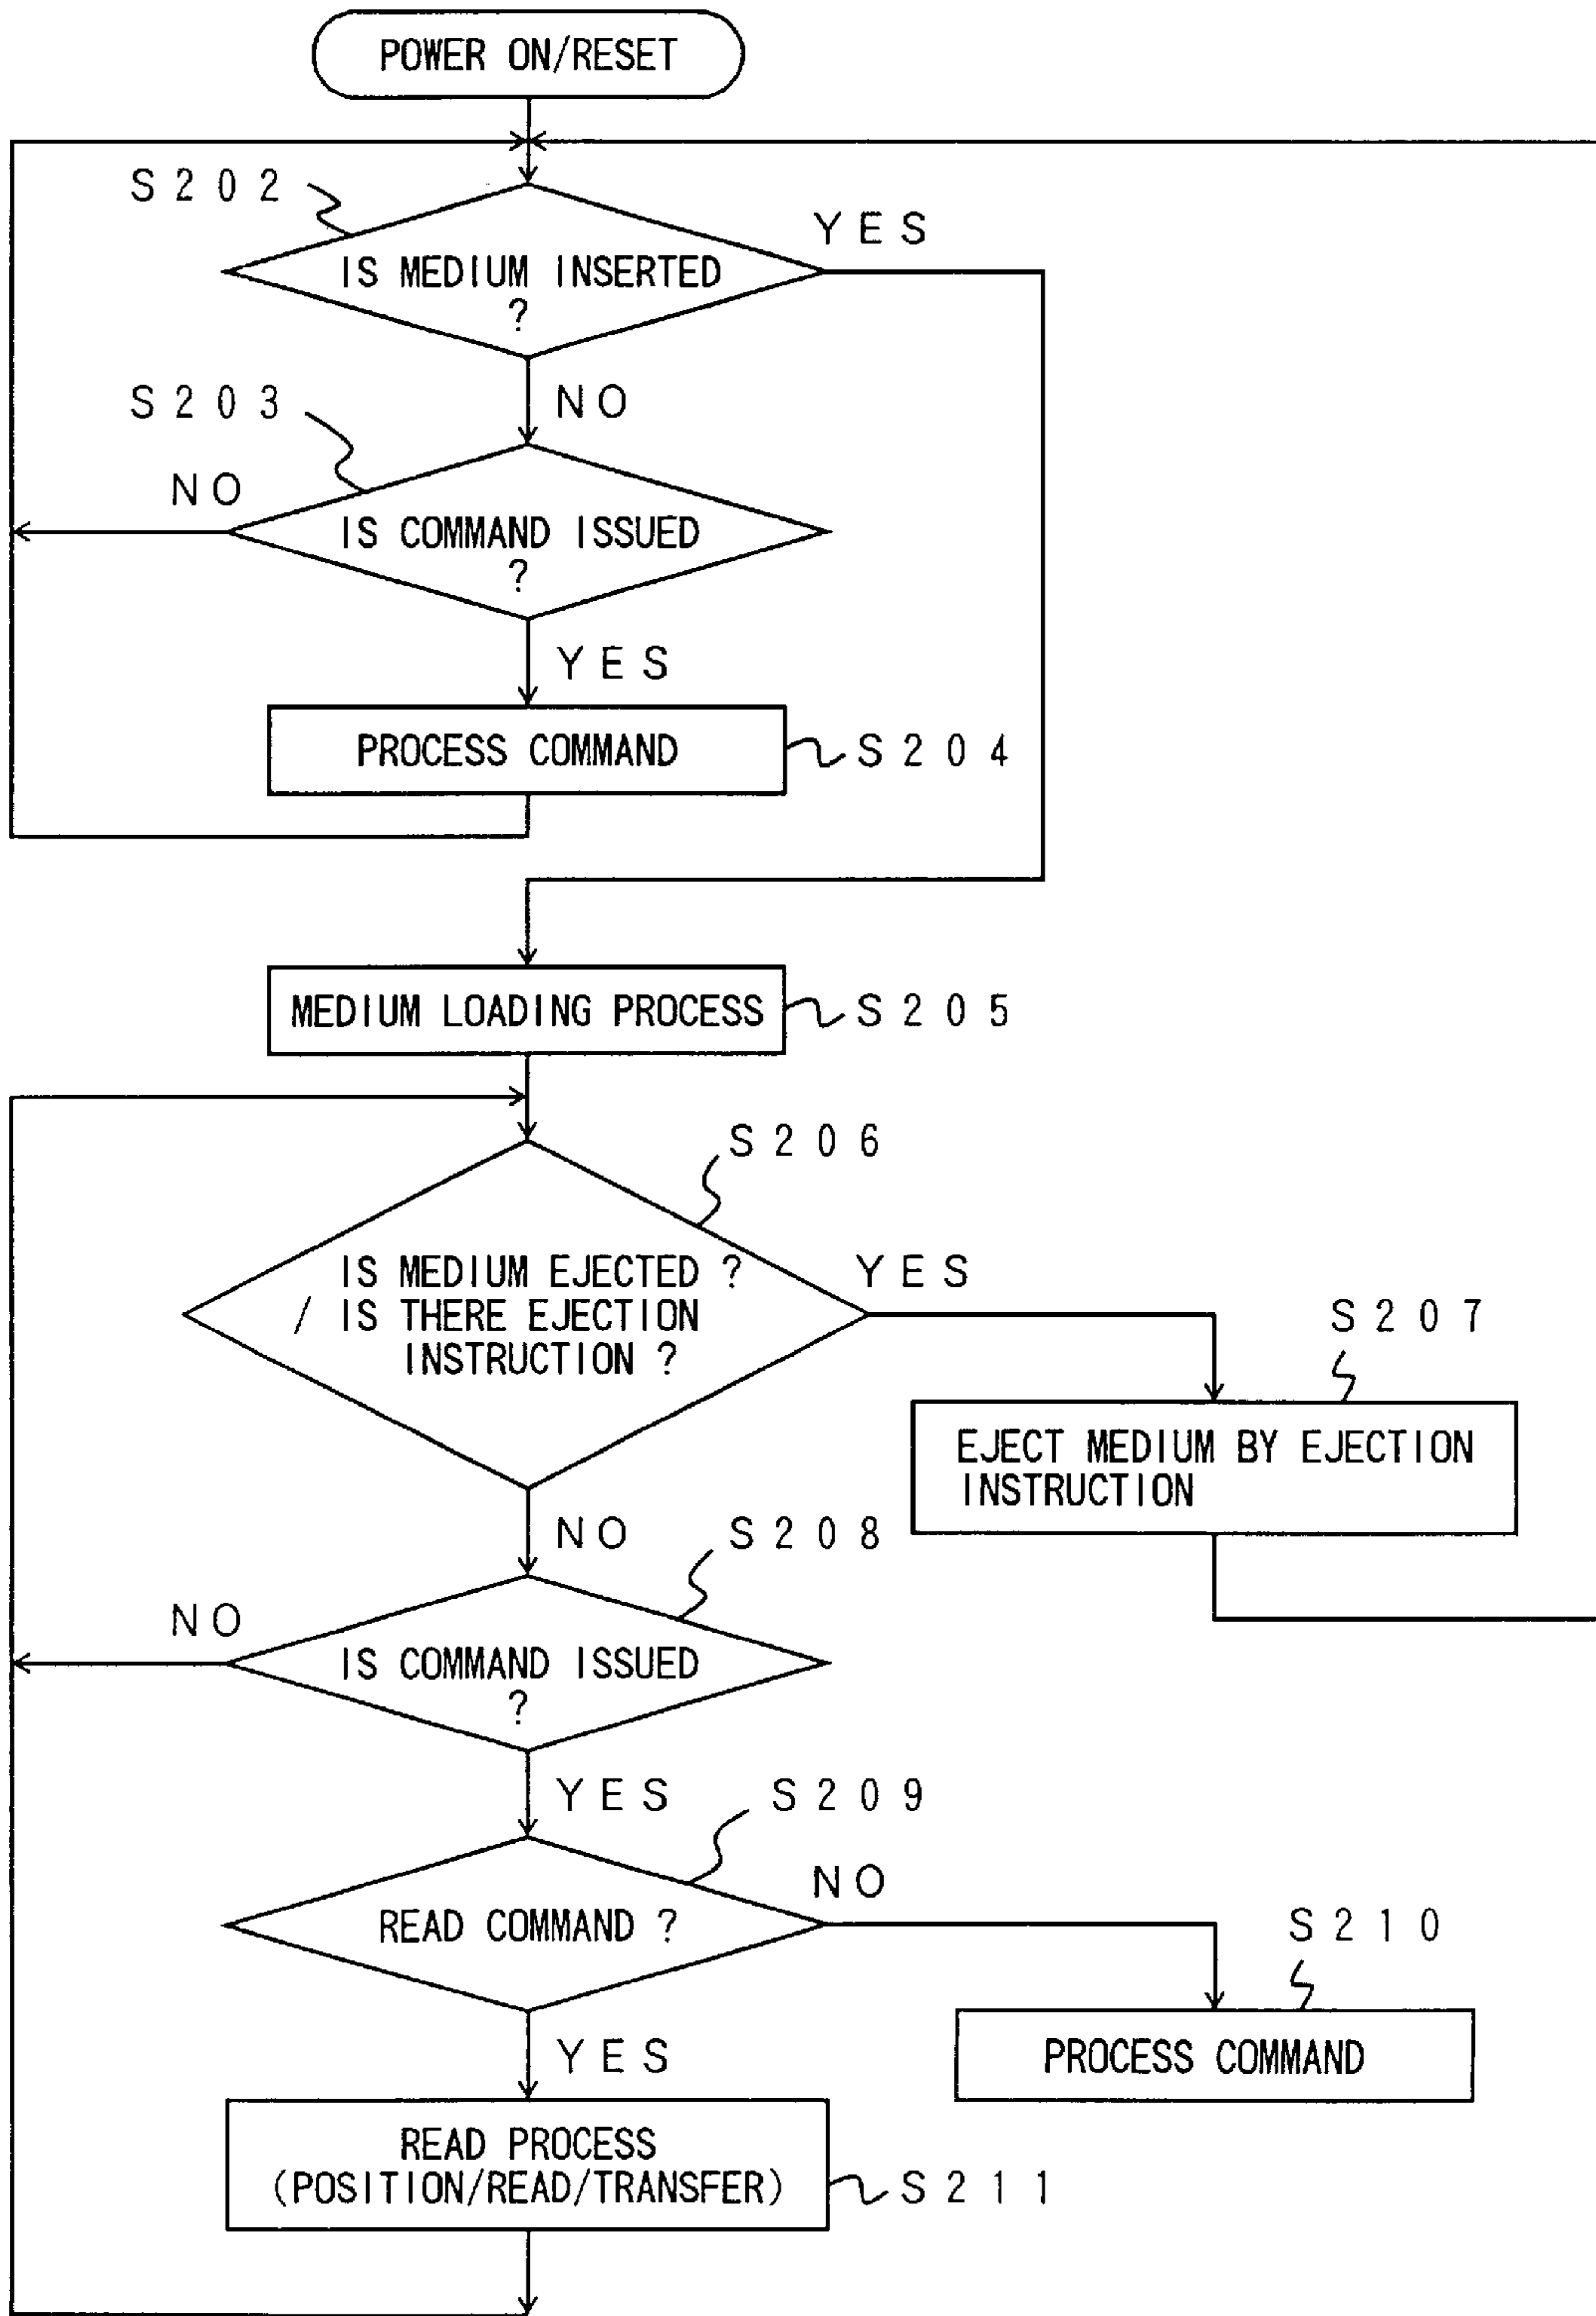 POWER ON/RESET
S202
YES
IS MEDIUM INSERTED
?
S203
NO
NO
IS COMMAND ISSUED
?
YES
PROCESS COMMAND
S204
MEDIUM LOADING PROCESS
S205
S206
IS MEDIUM EJECTED ?
/ IS THERE EJECTION
INSTRUCTION ?
YES
S207
EJECT MEDIUM BY EJECTION
INSTRUCTION
NO
S208
NO
IS COMMAND ISSUED
?
YES
S209
NO
READ COMMAND ?
S210
YES
PROCESS COMMAND
READ PROCESS
(POSITION/READ/TRANSFER)
S211